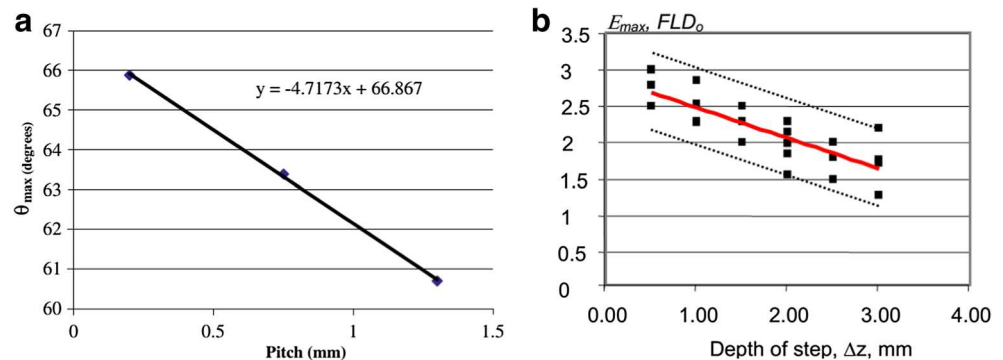 a
67
66
65
64
63
62
61
60
0
0.5
1
1.5
θmax (degrees)
y = -4.7173x + 66.867
Pitch (mm)
b
Emax, FLDo
3.5
3
2.5
2
1.5
1
0.5
0
0.00 1.00 2.00 3.00 4.00
Depth of step, Δz, mm